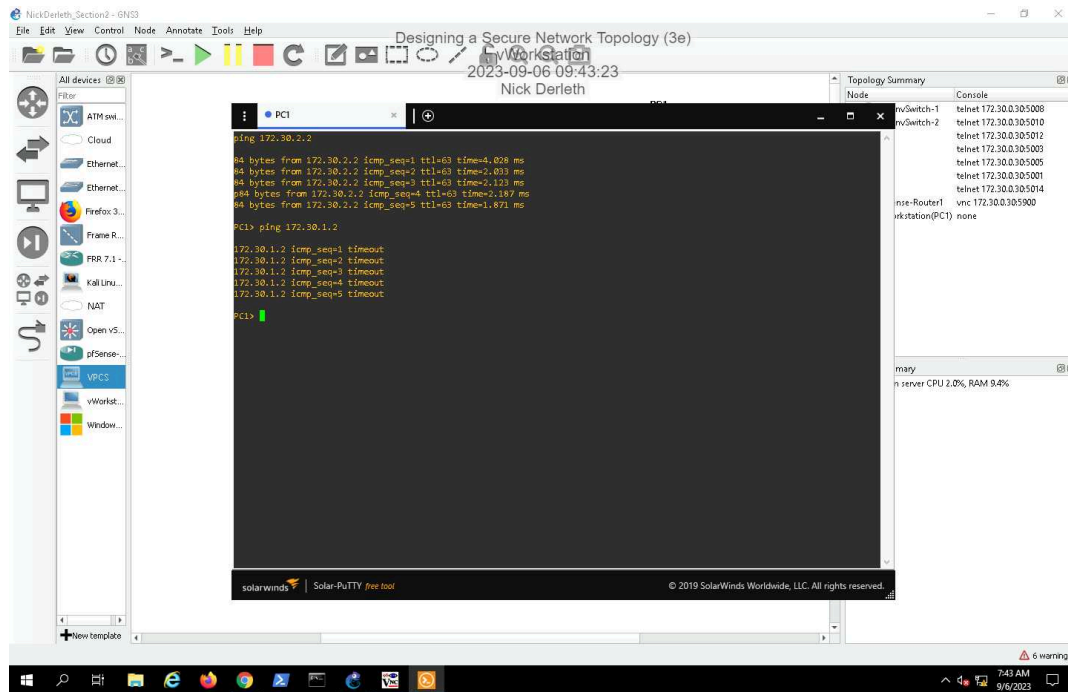 NickDerleth_Section2 - GNS3
File Edit View Control Node Annotate Tools Help
Designing a Secure Network Topology (3e)
vWorkstation
2023-09-06 09:43:23
Nick Derleth
All devices
Filter
ATM swi...
Cloud
Ethernet...
Ethernet...
Firefox 3...
Frame R...
FRR 7.1 -...
Kali Linu...
NAT
Open vS...
pfSense-...
VPCS
vWorkst...
Window...
New template
PC1
ping 172.30.2.2
84 bytes from 172.30.2.2 icmp_seq=1 ttl=63 time=4.028 ms
84 bytes from 172.30.2.2 icmp_seq=2 ttl=63 time=2.033 ms
84 bytes from 172.30.2.2 icmp_seq=3 ttl=63 time=2.123 ms
p84 bytes from 172.30.2.2 icmp_seq=4 ttl=63 time=2.187 ms
84 bytes from 172.30.2.2 icmp_seq=5 ttl=63 time=1.871 ms
PC1> ping 172.30.1.2
172.30.1.2 icmp_seq=1 timeout
172.30.1.2 icmp_seq=2 timeout
172.30.1.2 icmp_seq=3 timeout
172.30.1.2 icmp_seq=4 timeout
172.30.1.2 icmp_seq=5 timeout
PC1>
solarwinds Solar-PuTTY free tool © 2019 SolarWinds Worldwide, LLC. All rights reserved.
Topology Summary
Node Console
nvSwitch-1 telnet 172.30.0.30:5008
nvSwitch-2 telnet 172.30.0.30:5010
telnet 172.30.0.30:5012
telnet 172.30.0.30:5003
telnet 172.30.0.30:5005
telnet 172.30.0.30:5001
telnet 172.30.0.30:5014
nse-Router1 vnc 172.30.0.30:5900
rkstation(PC1) none
mary
n server CPU 2.0%, RAM 9.4%
6 warning
7:43 AM
9/6/2023